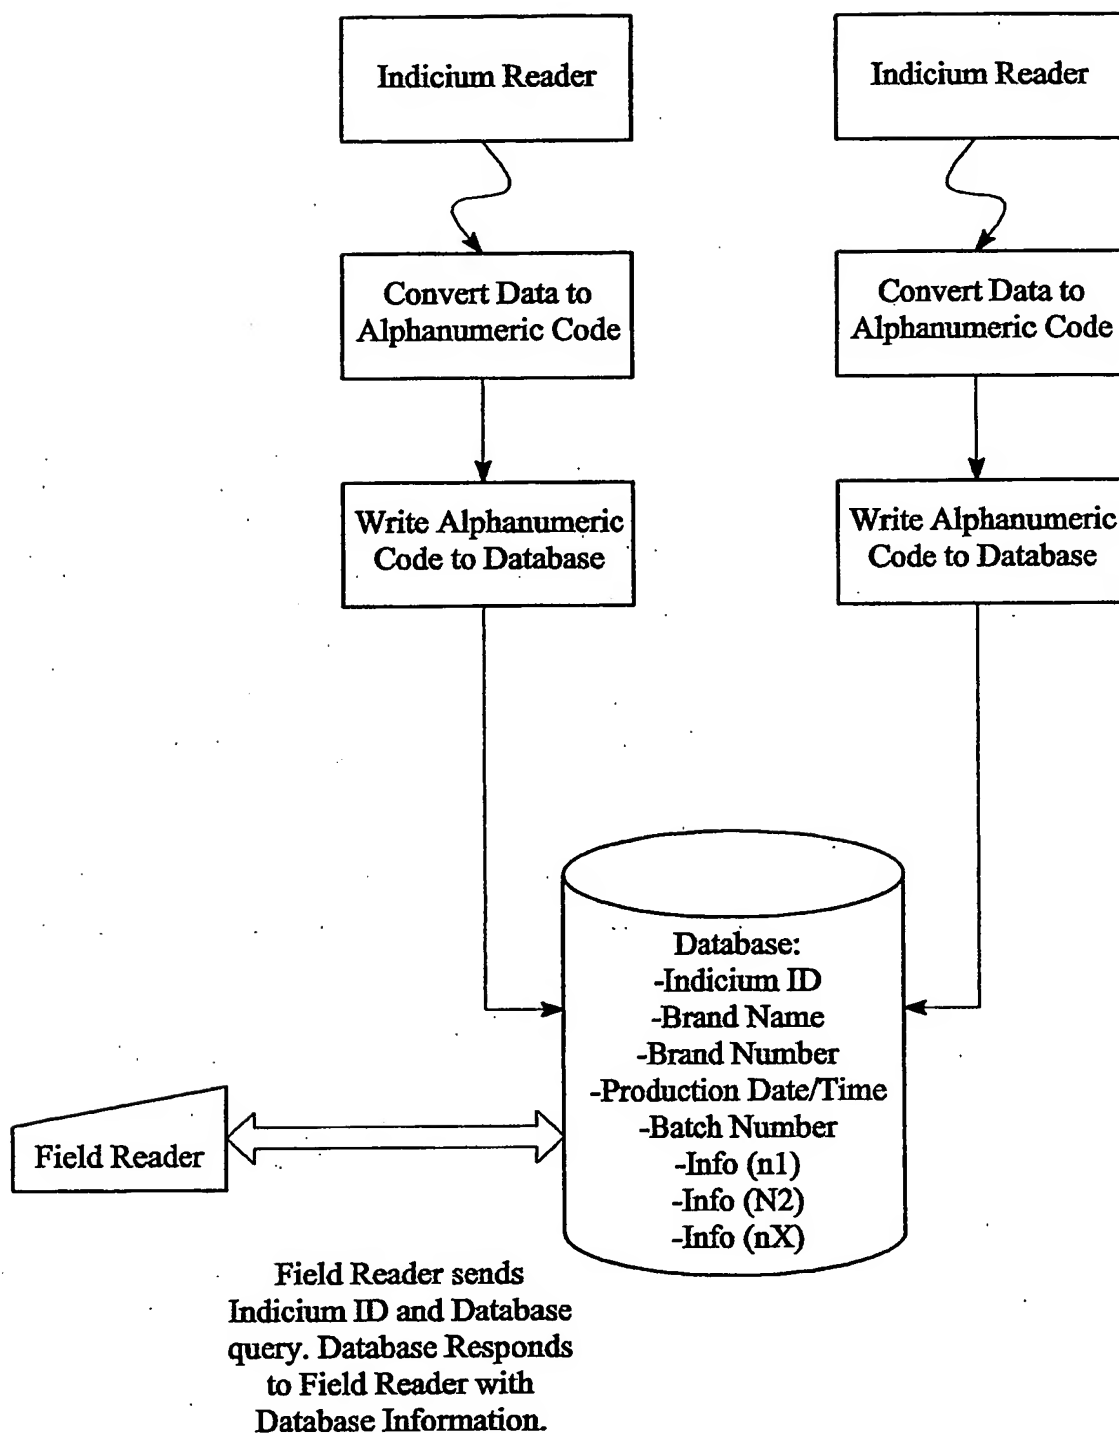 Indicium Reader
Indicium Reader
Convert Data to
Alphanumeric Code
Convert Data to
Alphanumeric Code
Write Alphanumeric
Code to Database
Write Alphanumeric
Code to Database
Database:
-Indicium ID
-Brand Name
-Brand Number
-Production Date/Time
-Batch Number
-Info (n1)
-Info (N2)
-Info (nX)
Field Reader
Field Reader sends
Indicium ID and Database
query. Database Responds
to Field Reader with
Database Information.